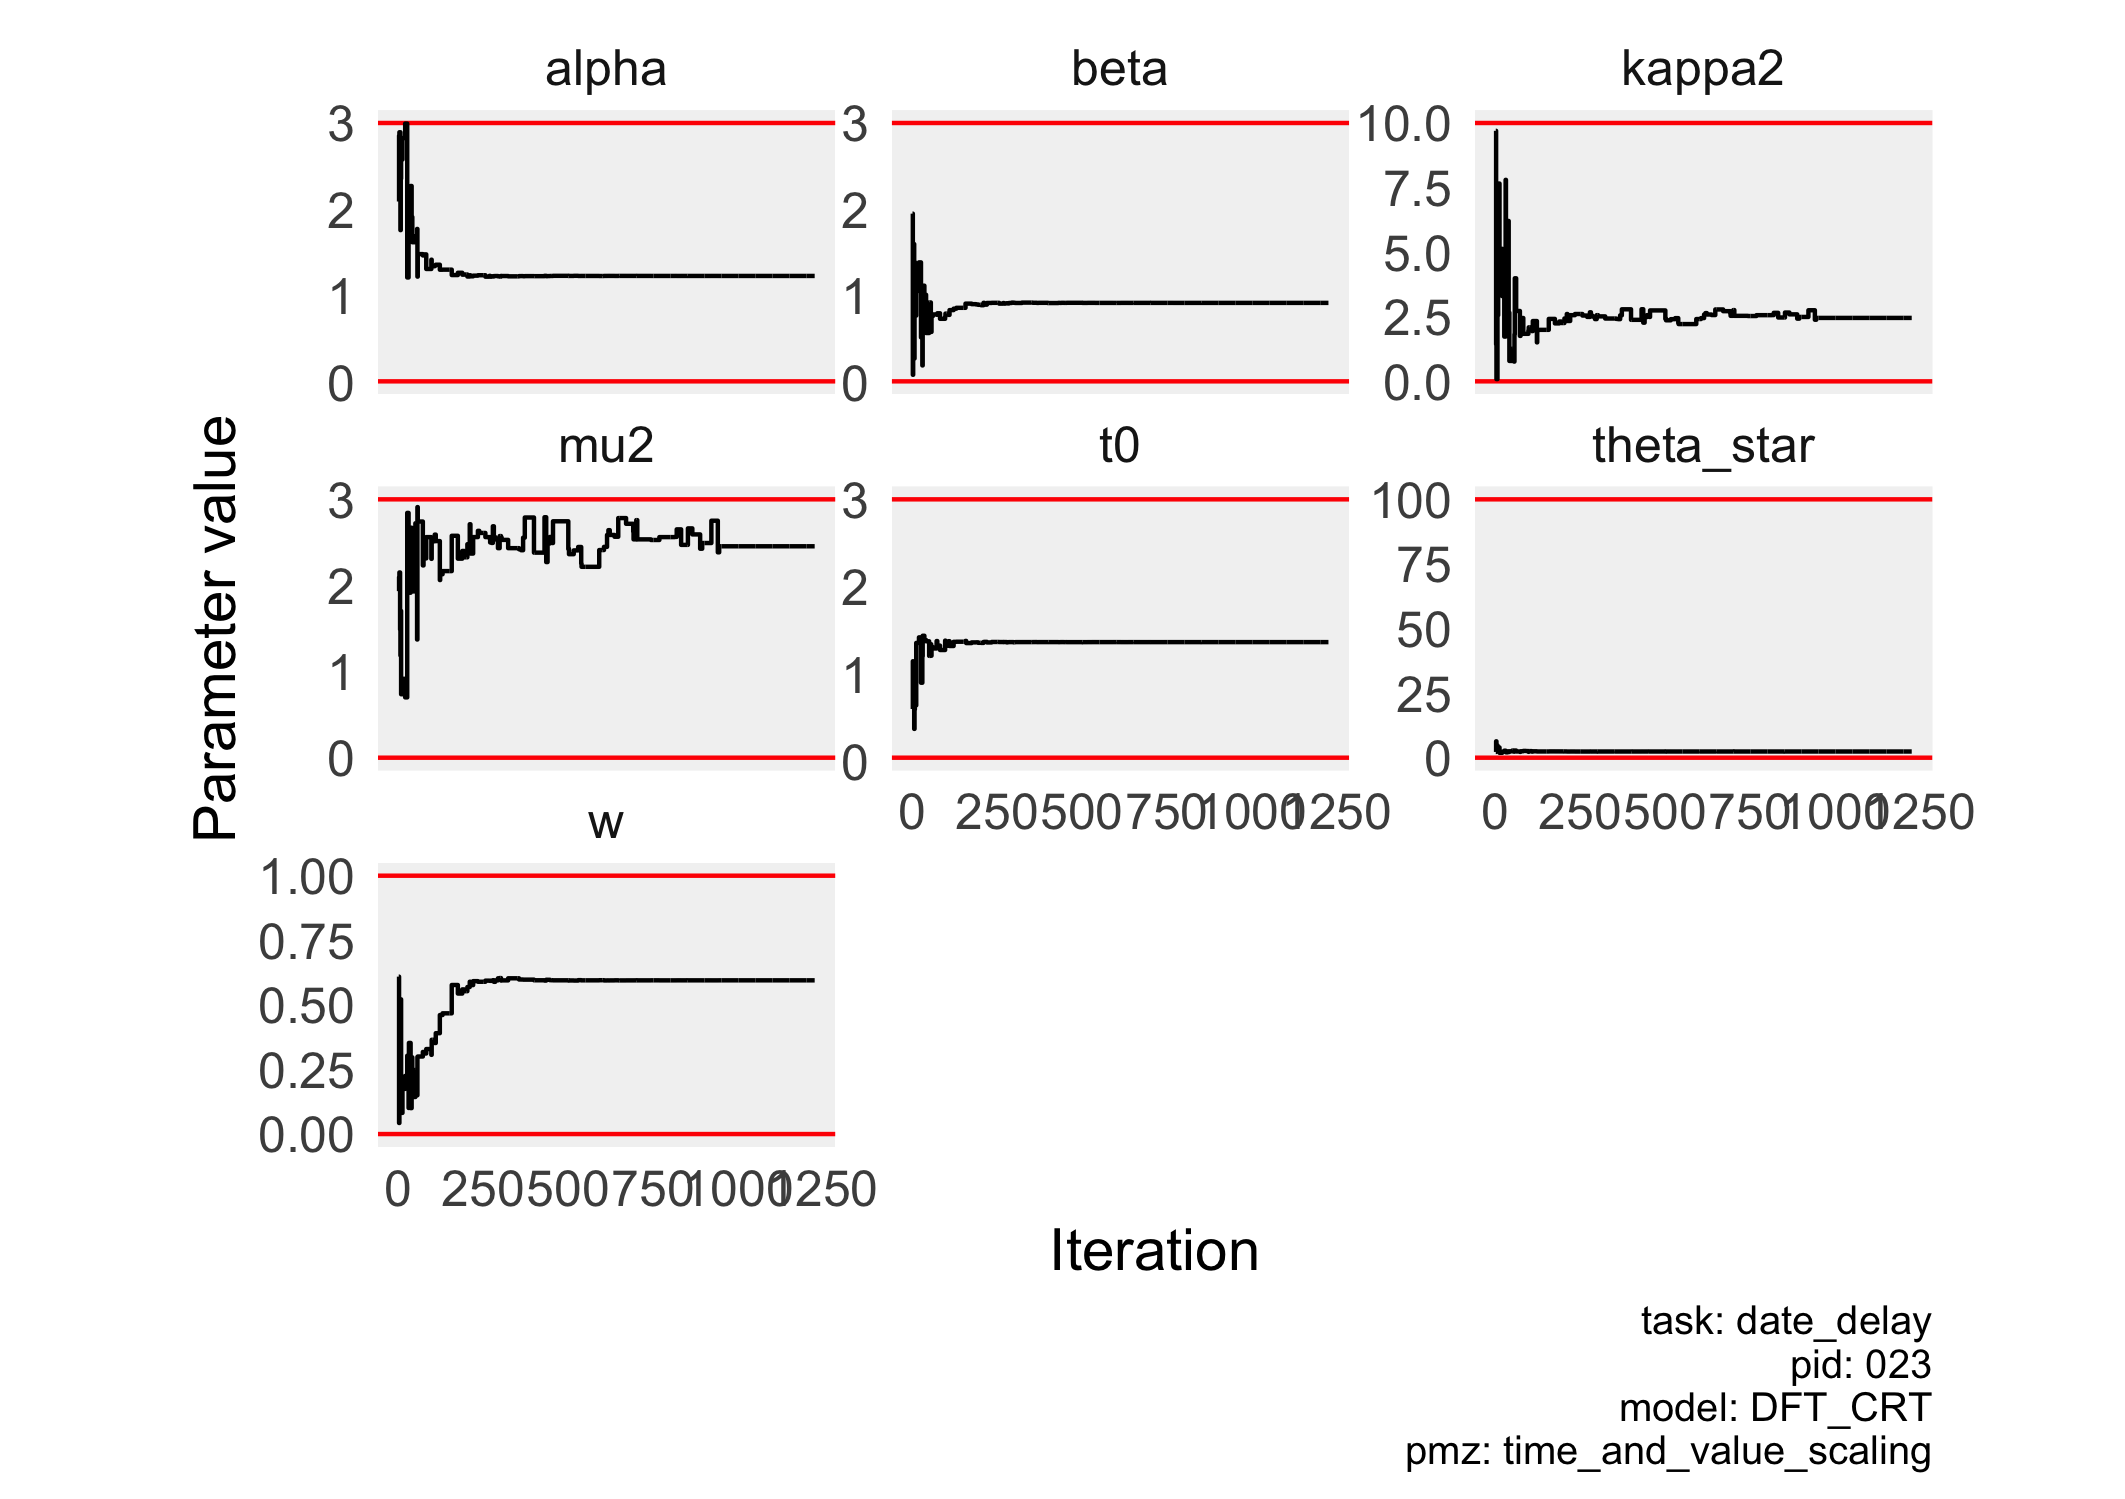 alpha
beta
kappa2
3
2
1
0
3
2
1
0
10.0
7.5
5.0
2.5
0.0
mu2
t0
theta_star
3
2
1
0
3
2
1
0
100
75
50
25
0
0 250 500 750 1000 1250
0 250 500 750 1000 1250
w
1.00
0.75
0.50
0.25
0.00
0 250 500 750 1000 1250
Parameter value
Iteration
task: date_delay
pid: 023
model: DFT_CRT
pmz: time_and_value_scaling